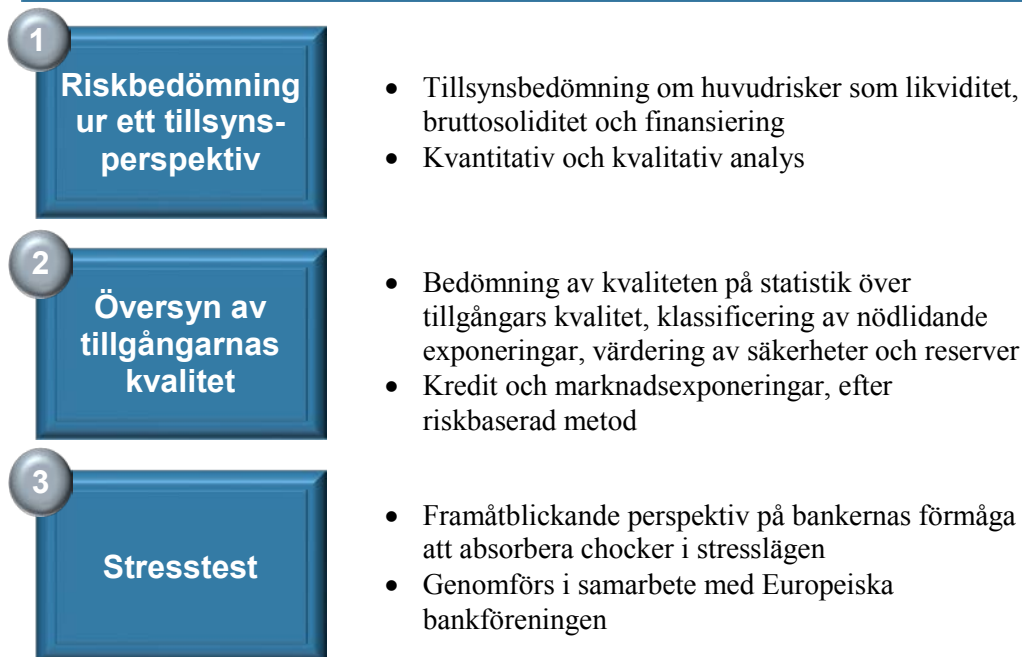 1
Riskbedömning
ur ett tillsyns-
perspektiv
• Tillsynsbedömning om huvudrisker som likviditet,
bruttosoliditet och finansiering
• Kvantitativ och kvalitativ analys
2
Översyn av
tillgångarnas
kvalitet
• Bedömning av kvaliteten på statistik över
tillgångars kvalitet, klassificering av nödlidande
exponeringar, värdering av säkerheter och reserver
• Kredit och marknadsexponeringar, efter
riskbaserad metod
3
Stresstest
• Framåtblickande perspektiv på bankernas förmåga
att absorbera chocker i stresslägen
• Genomförs i samarbete med Europeiska
bankföreningen